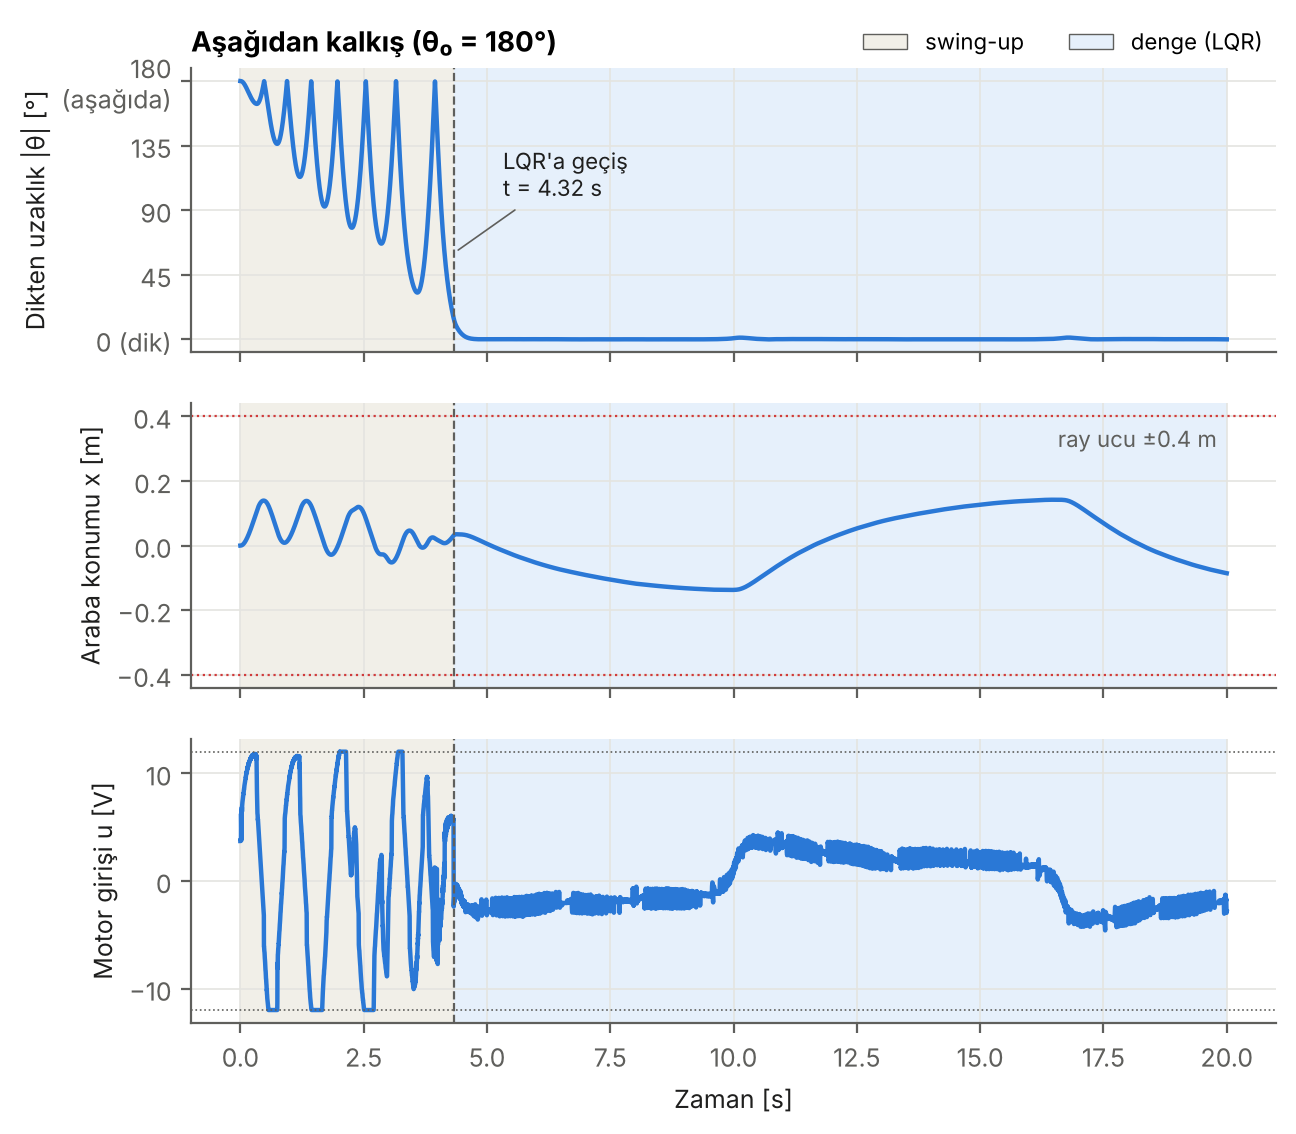 Aşağıdan kalkış (θ₀ = 180°)
swing-up
denge (LQR)
Dikten uzaklık |θ| [°]
180
(aşağıda)
135
90
45
0 (dik)
LQR'a geçiş
t = 4.32 s
Araba konumu x [m]
0.4
0.2
0.0
−0.2
−0.4
ray ucu ±0.4 m
Motor girişi u [V]
10
0
−10
0.0
2.5
5.0
7.5
10.0
12.5
15.0
17.5
20.0
Zaman [s]